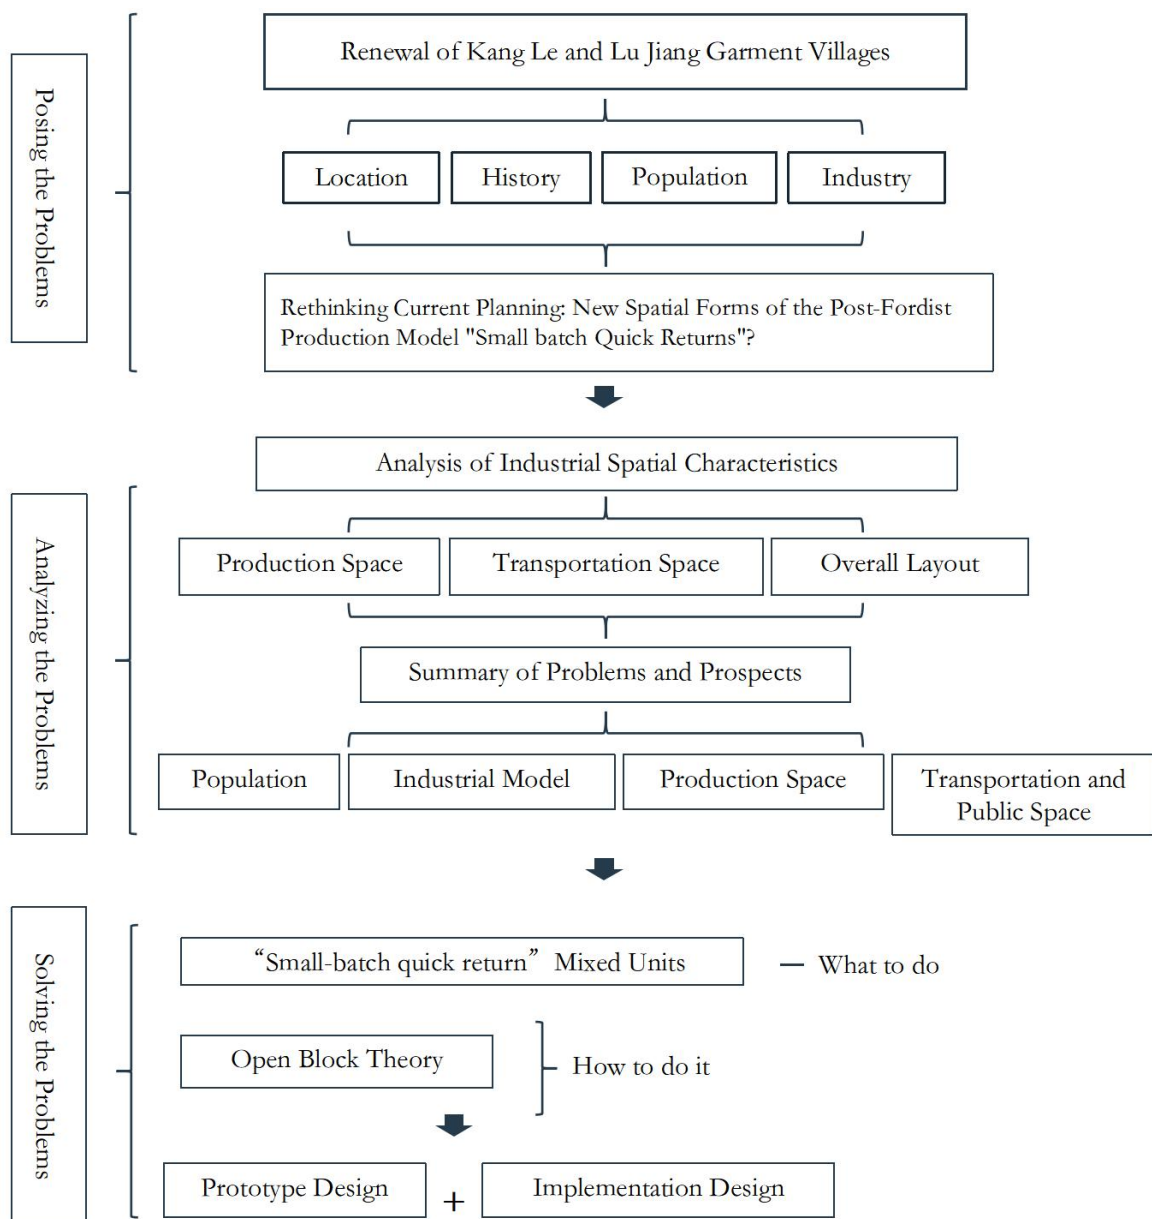 Posing the Problems
Renewal of Kang Le and Lu Jiang Garment Villages
Location
History
Population
Industry
Rethinking Current Planning: New Spatial Forms of the Post-Fordist
Production Model "Small batch Quick Returns"?
Analyzing the Problems
Analysis of Industrial Spatial Characteristics
Production Space
Transportation Space
Overall Layout
Summary of Problems and Prospects
Population
Industrial Model
Production Space
Transportation and
Public Space
Solving the Problems
“Small-batch quick return” Mixed Units
What to do
Open Block Theory
How to do it
Prototype Design
+
Implementation Design